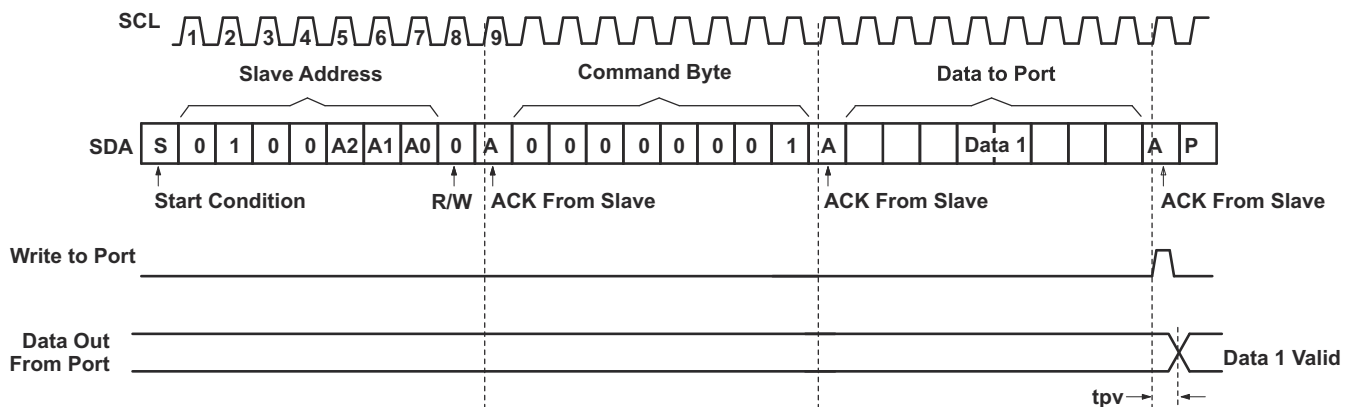 SCL
1 2 3 4 5 6 7 8 9
Slave Address Command Byte Data to Port
SDA S 0 1 0 0 A2 A1 A0 0 A 0 0 0 0 0 0 0 1 A Data 1 A P
Start Condition R/W ACK From Slave ACK From Slave ACK From Slave
Write to Port
Data Out
From Port
Data 1 Valid
tpv